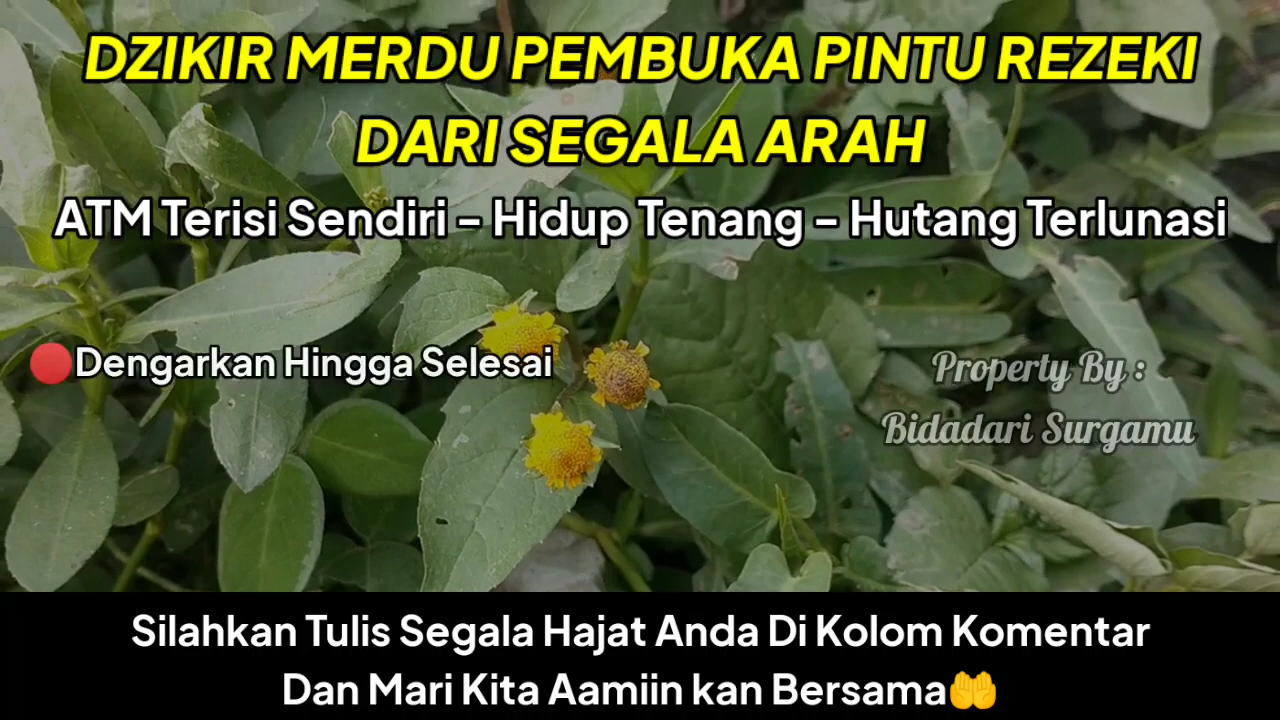 DZIKIR MERDU PEMBUKA PINTU REZEKI
DARI SEGALA ARAH
ATM Terisi Sendiri - Hidup Tenang - Hutang Terlunasi
🔴Dengarkan Hingga Selesai
Property By :
Bidadari Surgamu
Silahkan Tulis Segala Hajat Anda Di Kolom Komentar
Dan Mari Kita Aamiin kan Bersama🤲